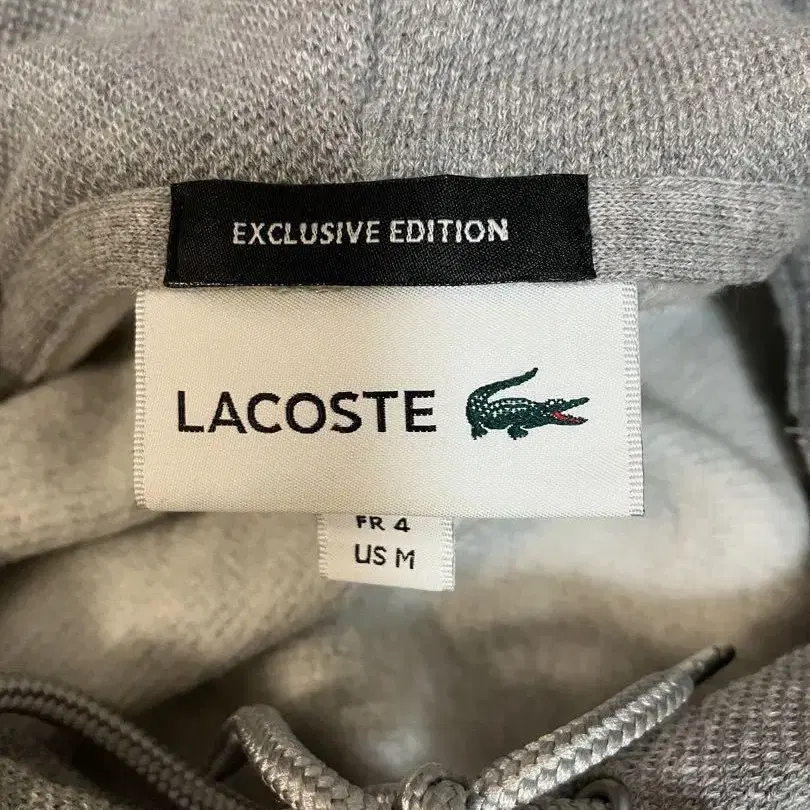 EXCLUSIVE EDITION
LACOSTE
FR 4
US M